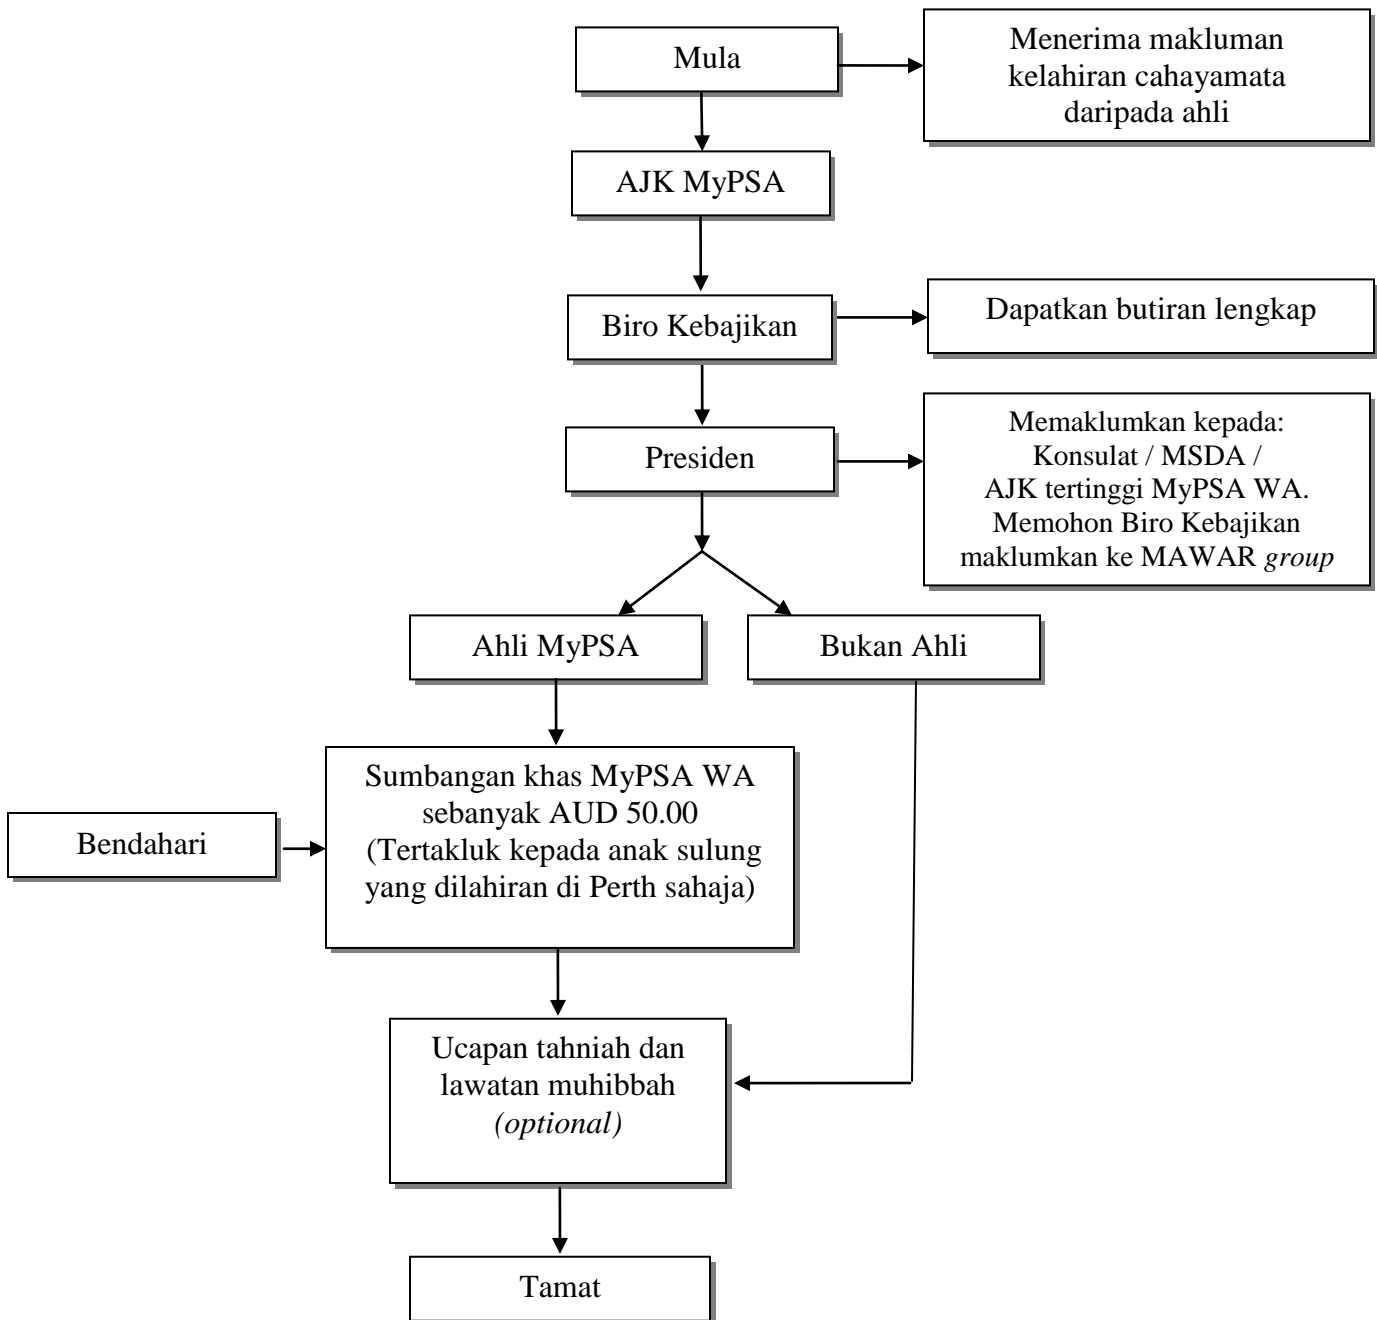 Mula
Menerima makluman
kelahiran cahayamata
daripada ahli
AJK MyPSA
Biro Kebajikan
Dapatkan butiran lengkap
Presiden
Memaklumkan kepada:
Konsulat / MSDA /
AJK tertinggi MyPSA WA.
Memohon Biro Kebajikan
maklumkan ke MAWAR group
Ahli MyPSA
Bukan Ahli
Bendahari
Sumbangan khas MyPSA WA
sebanyak AUD 50.00
(Tertakluk kepada anak sulung
yang dilahiran di Perth sahaja)
Ucapan tahniah dan
lawatan muhibbah
(optional)
Tamat